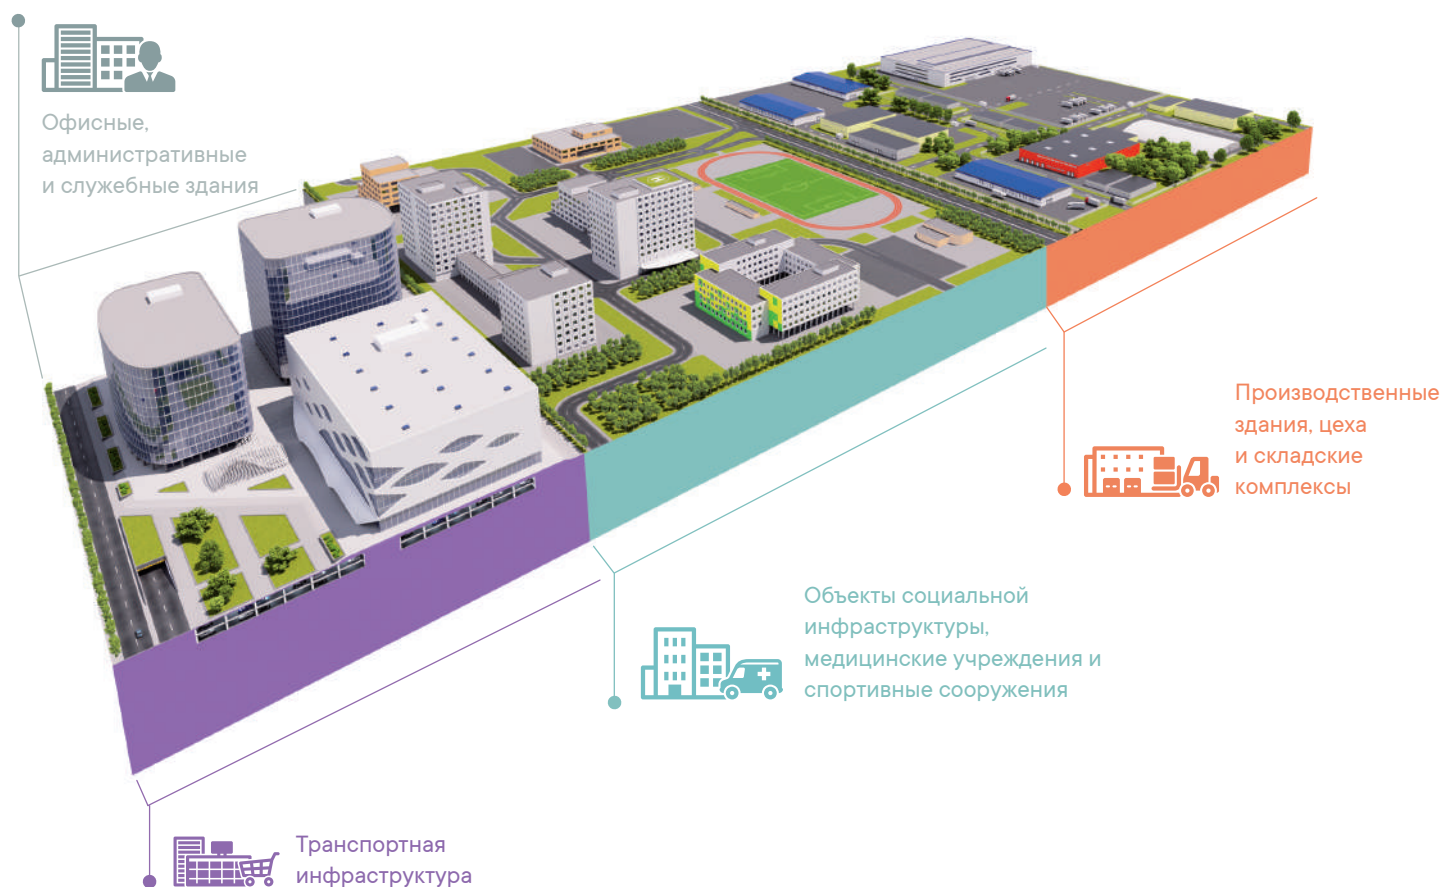 Офисные,
административные
и служебные здания
Производственные
здания, цеха
и складские
комплексы
Объекты социальной
инфраструктуры,
медицинские учреждения и
спортивные сооружения
Транспортная
инфраструктура